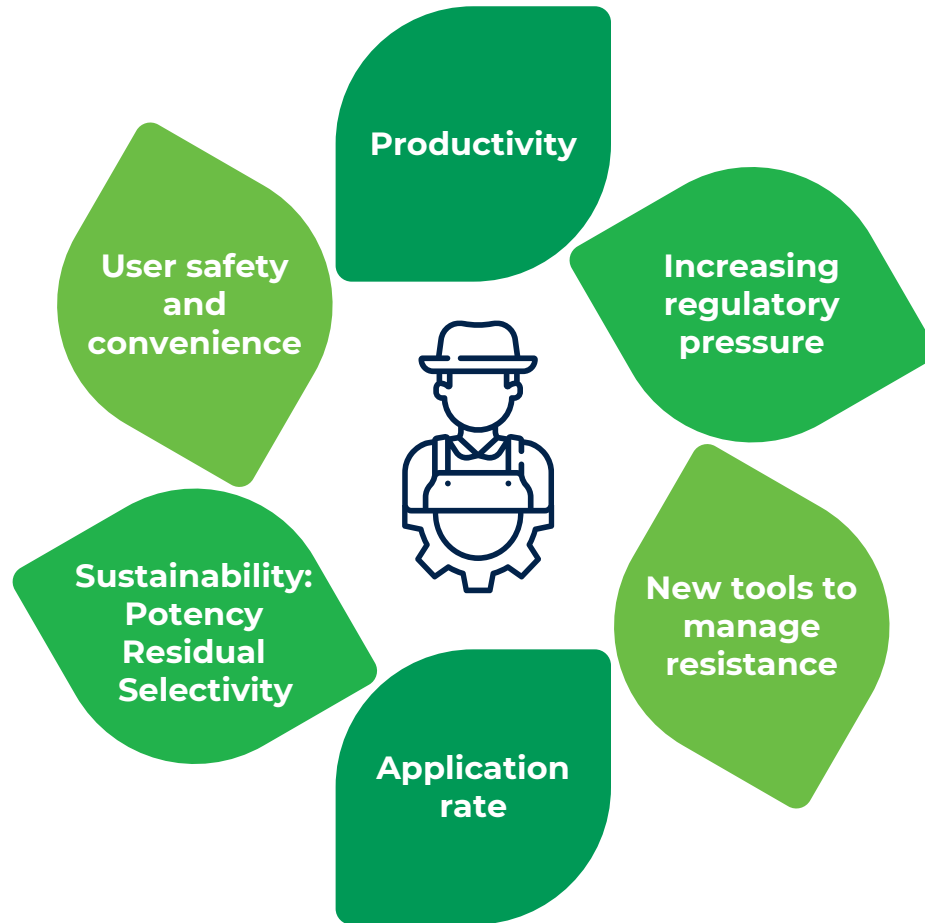 Productivity
Increasing
regulatory
pressure
New tools to
manage
resistance
Application
rate
Sustainability:
Potency
Residual
Selectivity
User safety
and
convenience